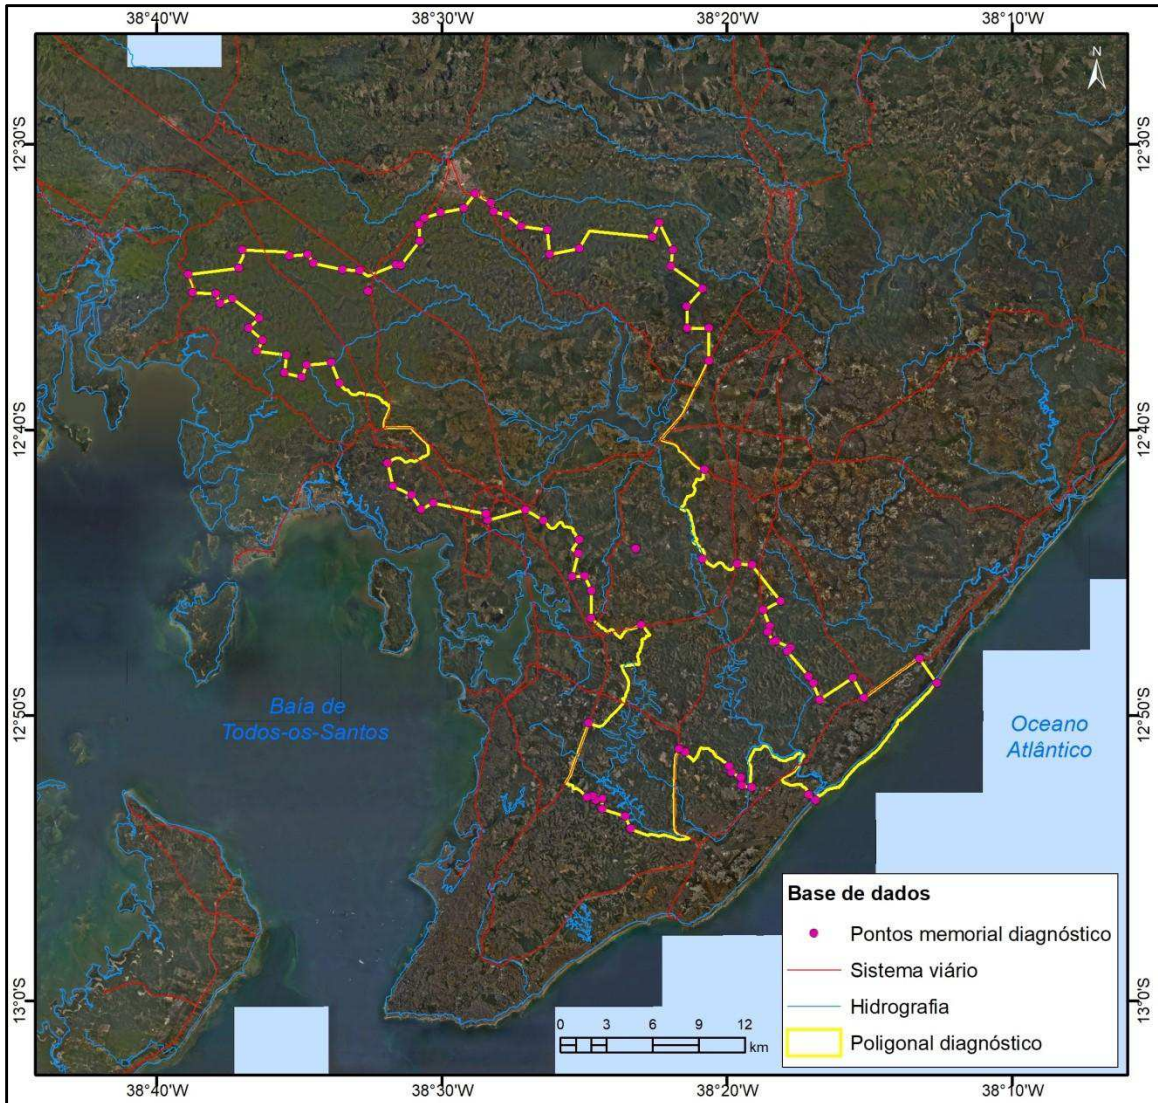 38°40'W 38°30'W 38°20'W 38°10'W
N
12°30'S 12°30'S
12°40'S 12°40'S
Baía de
Todos-os-Santos
12°50'S 12°50'S
Oceano
Atlântico
Base de dados
Pontos memorial diagnóstico
Sistema viário
Hidrografia
Poligonal diagnóstico
13°0'S 13°0'S
0 3 6 9 12
km
38°40'W 38°30'W 38°20'W 38°10'W